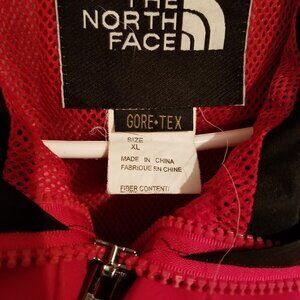 THE
NORTH
FACE
GORE-TEX
SIZE
XL
MADE IN CHINA
FABRIQUE EN CHINE
FIBER CONTENT/